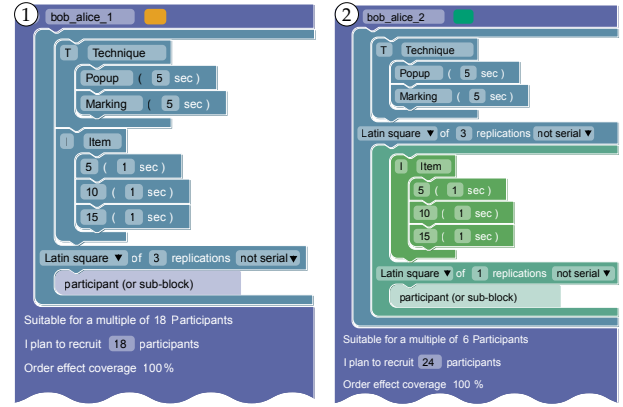 1
bob_alice_1
T Technique
Popup ( 5 sec )
Marking ( 5 sec )
I Item
5 ( 1 sec )
10 ( 1 sec )
15 ( 1 sec )
Latin square ▼ of 3 replications not serial ▼
participant (or sub-block)
Suitable for a multiple of 18 Participants
I plan to recruit 18 participants
Order effect coverage 100 %
2
bob_alice_2
T Technique
Popup ( 5 sec )
Marking ( 5 sec )
Latin square ▼ of 3 replications not serial ▼
I Item
5 ( 1 sec )
10 ( 1 sec )
15 ( 1 sec )
Latin square ▼ of 1 replications not serial ▼
participant (or sub-block)
Suitable for a multiple of 6 Participants
I plan to recruit 24 participants
Order effect coverage 100 %